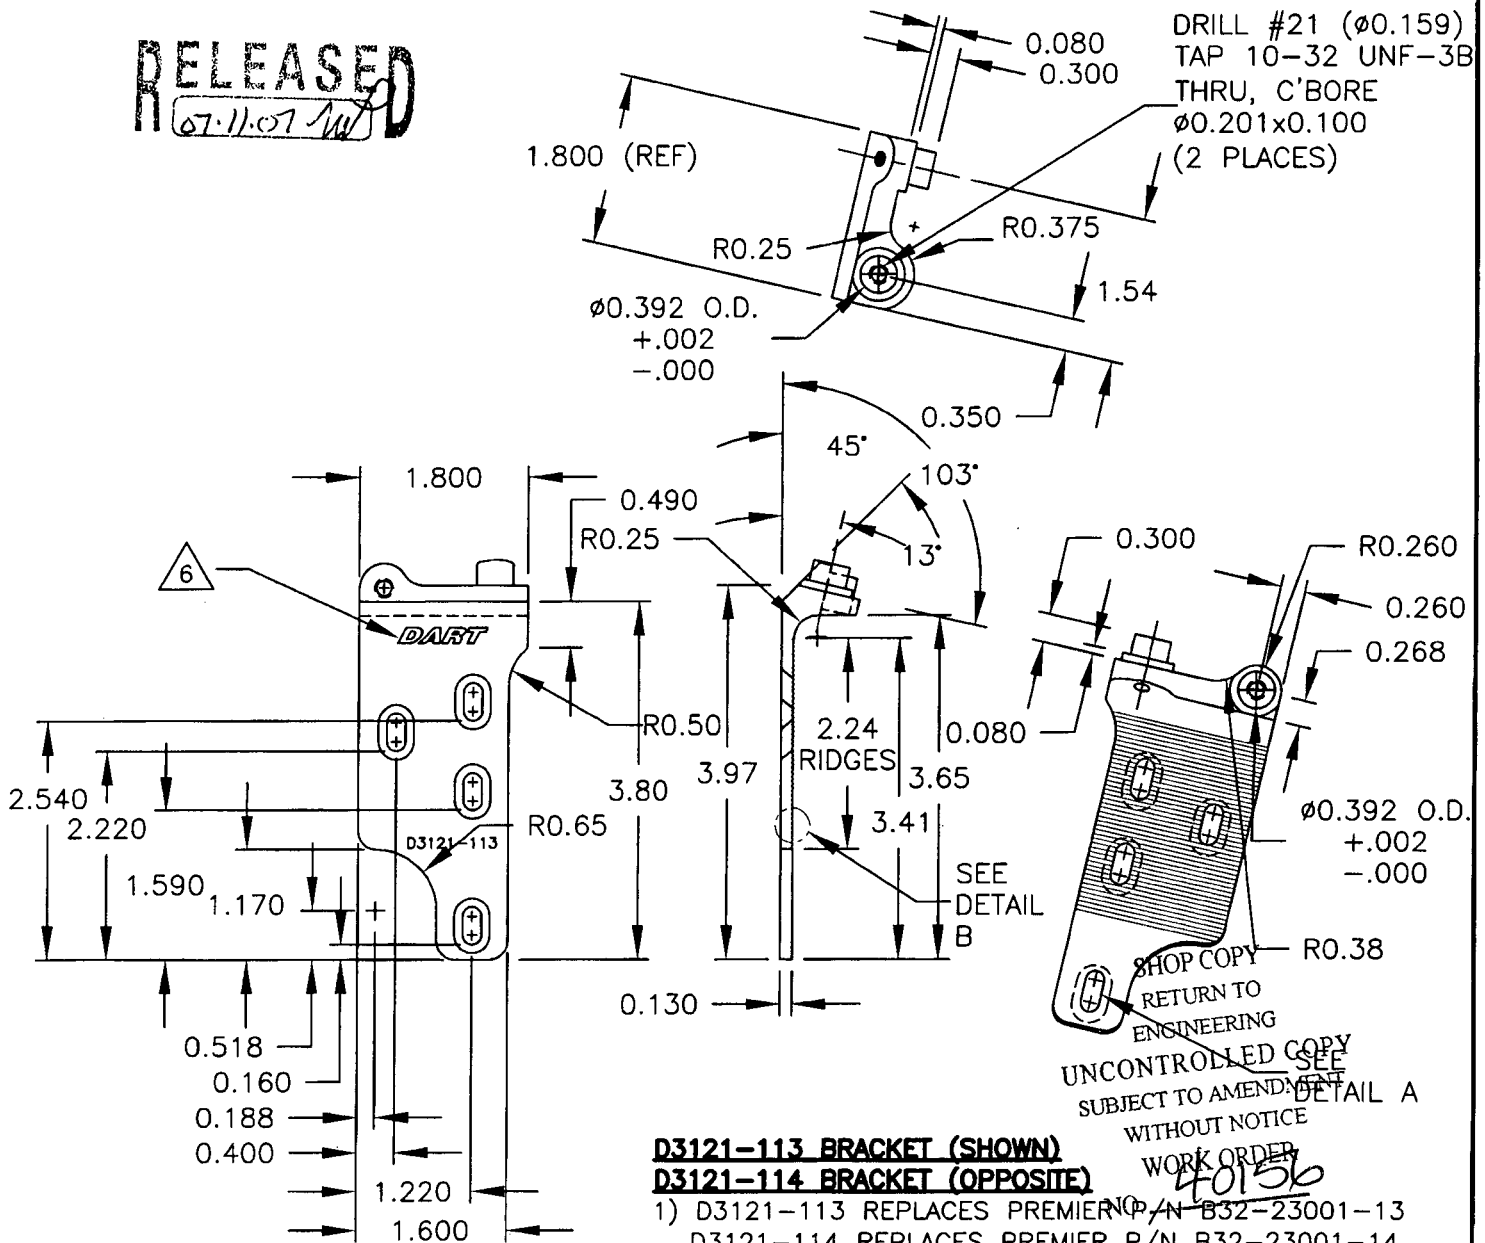 RELEASED
07.11.07
DRILL #21 (ø0.159)
TAP 10-32 UNF-3B
THRU, C'BORE
ø0.201x0.100
(2 PLACES)
0.080
0.300
1.800 (REF)
R0.25
R0.375
1.54
ø0.392 O.D.
+.002
-.000
0.350
45°
103°
13°
1.800
0.490
R0.25
6
DART
R0.50
2.540
2.220
1.590
1.170
D3121-113
R0.65
3.80
3.97
2.24
RIDGES
3.65
3.41
SEE
DETAIL
B
0.130
0.518
0.160
0.188
0.400
1.220
1.600
0.300
R0.260
0.260
0.268
0.080
ø0.392 O.D.
+.002
-.000
R0.38
SEE
DETAIL A
SHOP COPY
RETURN TO
ENGINEERING
UNCONTROLLED COPY
SUBJECT TO AMENDMENT
WITHOUT NOTICE
WORK ORDER
NO. 40156
D3121-113 BRACKET (SHOWN)
D3121-114 BRACKET (OPPOSITE)
1) D3121-113 REPLACES PREMIER P/N B32-23001-13
D3121-114 REPLACES PREMIER P/N B32-23001-14